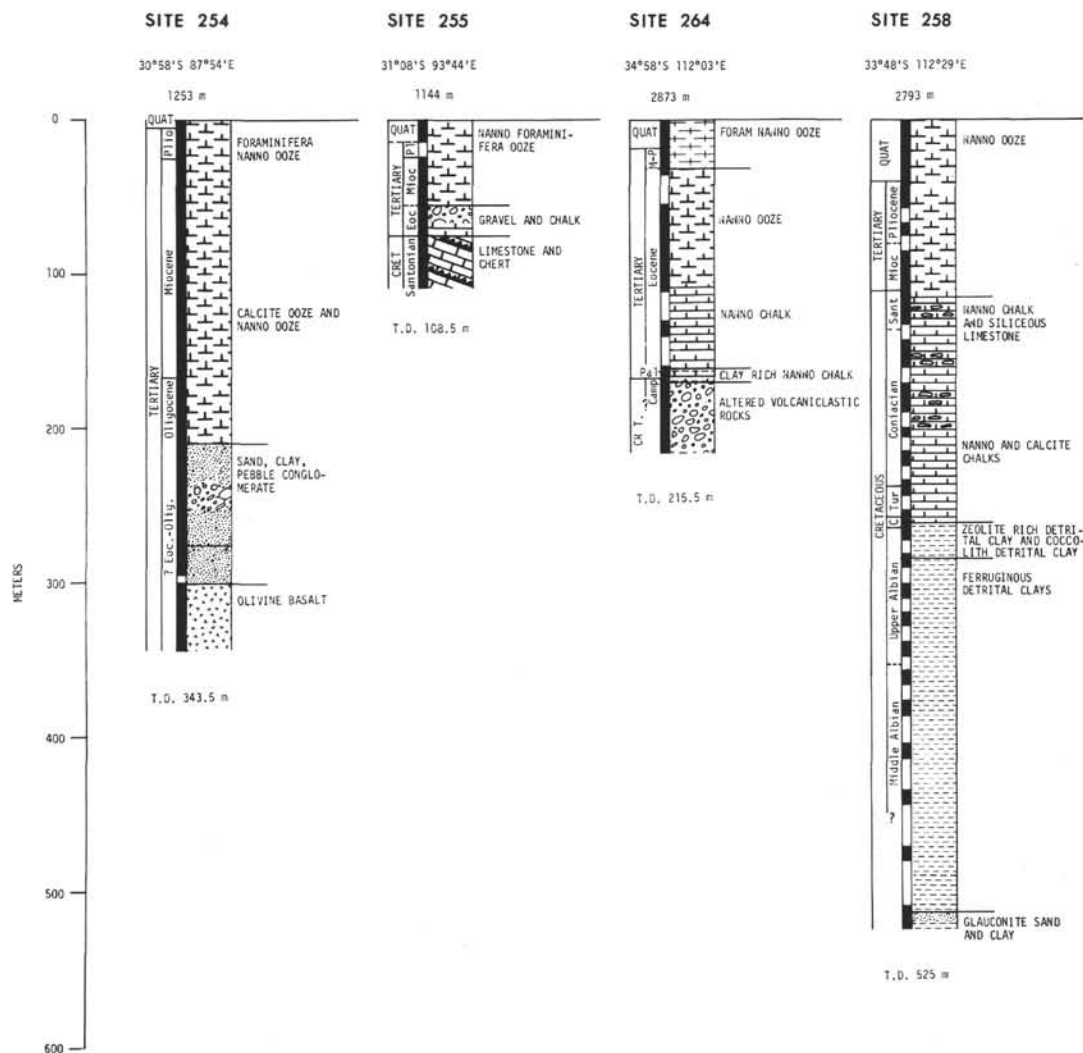 SITE 254
30°58'S 87°54'E
1253 m
QUAT
Plio
Miocene
Oligocene
? Eoc.-Olig.
TERTIARY
FORAMINIFERA
NANNO OOZE
CALCITE OOZE AND
NANNO OOZE
SAND, CLAY,
PEBBLE CONGLO-
MERATE
OLIVINE BASALT
T.D. 343.5 m
SITE 255
31°08'S 93°44'E
1144 m
QUAT
Pl
Mioc
Eoc
TERTIARY
CRET
Santonian
NANNO FORAMINI-
FERA OOZE
GRAVEL AND CHALK
LIMESTONE AND
CHERT
T.D. 108.5 m
SITE 264
34°58'S 112°03'E
2873 m
QUAT
M-P
Eocene
TERTIARY
Pal
Camp
?
CRET.
FORAM NANNO OOZE
NANNO OOZE
NANNO CHALK
CLAY RICH NANNO CHALK
ALTERED VOLCANICLASTIC
ROCKS
T.D. 215.5 m
SITE 258
33°48'S 112°29'E
2793 m
QUAT
Pliocene
Mioc
TERTIARY
Sant
Coniacian
Tur
C
Upper Albian
Middle Albian
?
CRETACEOUS
NANNO OOZE
NANNO CHALK
AND SILICEOUS
LIMESTONE
NANNO AND CALCITE
CHALKS
ZEOLITE RICH DETRI-
TAL CLAY AND COCCO-
LITH DETRITAL CLAY
FERRUGINOUS
DETRITAL CLAYS
GLAUCONITE SAND
AND CLAY
T.D. 525 m
METERS
0
100
200
300
400
500
600